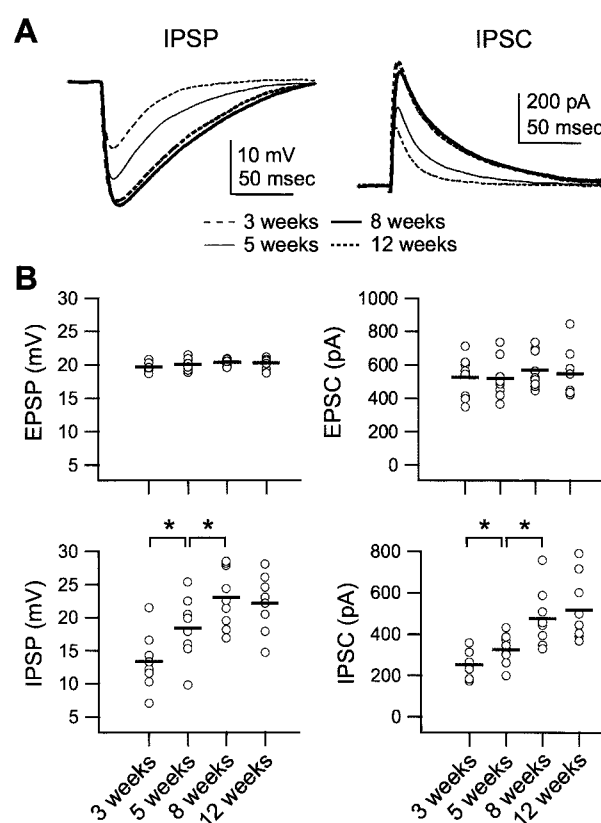 A
IPSP
IPSC
10 mV
50 msec
200 pA
50 msec
3 weeks
8 weeks
5 weeks
12 weeks
B
30
25
20
15
10
5
EPSP (mV)
1000
800
600
400
200
0
EPSC (pA)
* *
30
25
20
15
10
5
IPSP (mV)
3 weeks
5 weeks
8 weeks
12 weeks
* *
800
600
400
200
0
IPSC (pA)
3 weeks
5 weeks
8 weeks
12 weeks